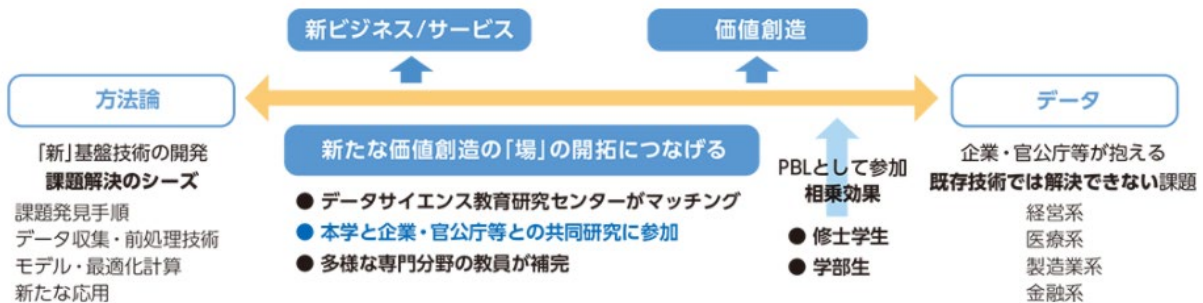 新ビジネス/サービス
価値創造
方法論
データ
「新」基盤技術の開発
課題解決のシーズ
課題発見手順
データ収集・前処理技術
モデル・最適化計算
新たな応用
新たな価値創造の「場」の開拓につなげる
● データサイエンス教育研究センターがマッチング
● 本学と企業・官公庁等との共同研究に参加
● 多様な専門分野の教員が補完
PBLとして参加
相乗効果
● 修士学生
● 学部生
企業・官公庁等が抱える
既存技術では解決できない課題
経営系
医療系
製造業系
金融系